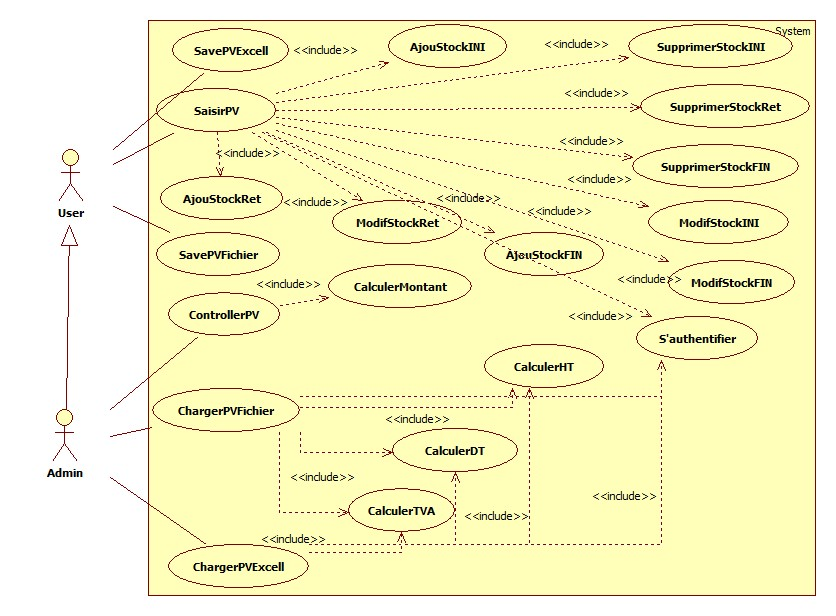 System
SavePVExcell
<<include>>
AjouStockINI
<<include>>
SupprimerStockINI
SaisirPV
<<include>>
SupprimerStockRet
<<include>>
<<include>>
SupprimerStockFIN
<<include>>
AjouStockRet
<<include>>
<<include>>
<<include>>
User
ModifStockRet
ModifStockINI
SavePVFichier
AjouStockFIN
<<include>>
CalculerMontant
<<include>>
ModifStockFIN
ControllerPV
<<include>>
S'authentifier
CalculerHT
ChargerPVFichier
<<include>>
CalculerDT
Admin
<<include>>
<<include>>
CalculerTVA
<<include>>
<<include>>
ChargerPVExcell